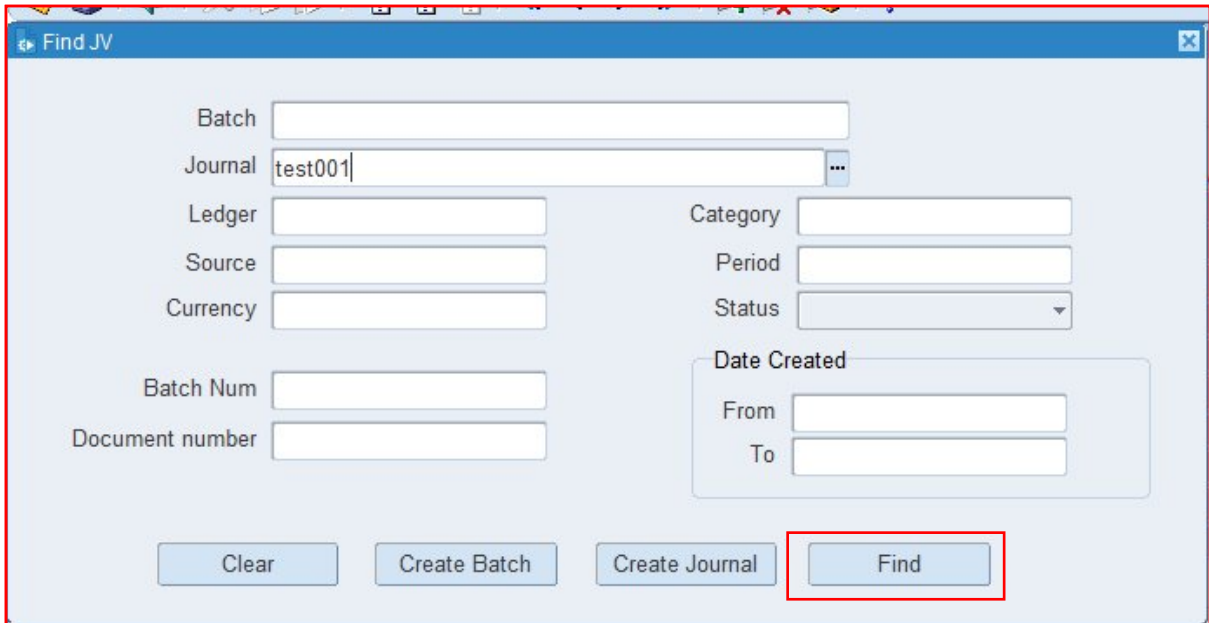 Find JV
Batch
Journal test001 ...
Ledger
Category
Source
Period
Currency
Status
Date Created
Batch Num
From
Document number
To
Clear Create Batch Create Journal Find